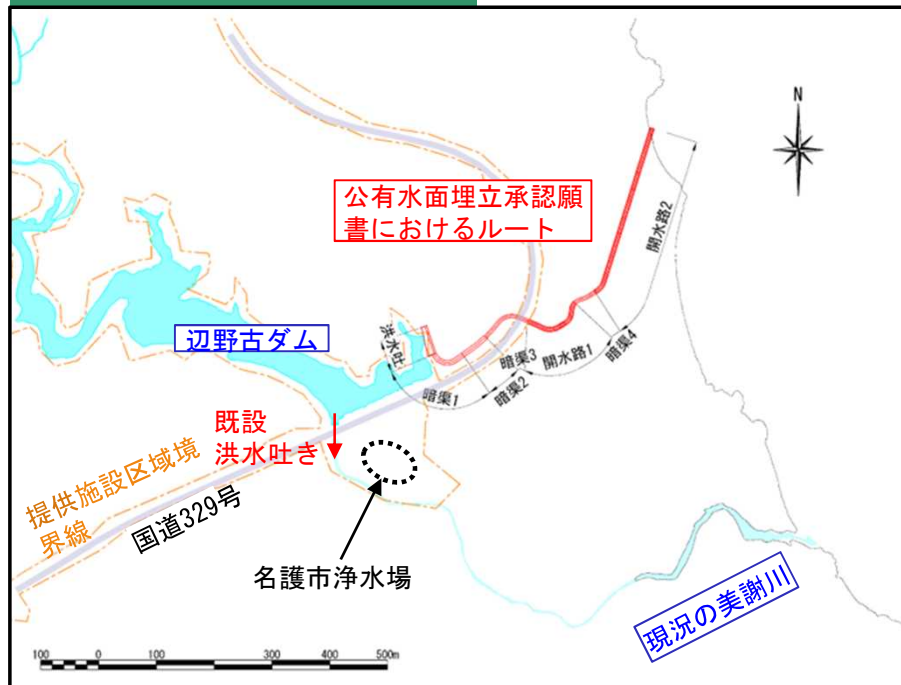 N
公有水面埋立承認願
書におけるルート
開水路2
辺野古ダム
洪水吐
暗渠1
暗渠2
暗渠3
開水路1
暗渠4
既設
洪水吐き
提供施設区域境
界線
国道329号
名護市浄水場
現況の美謝川
100 0 100 200 300 400 500m